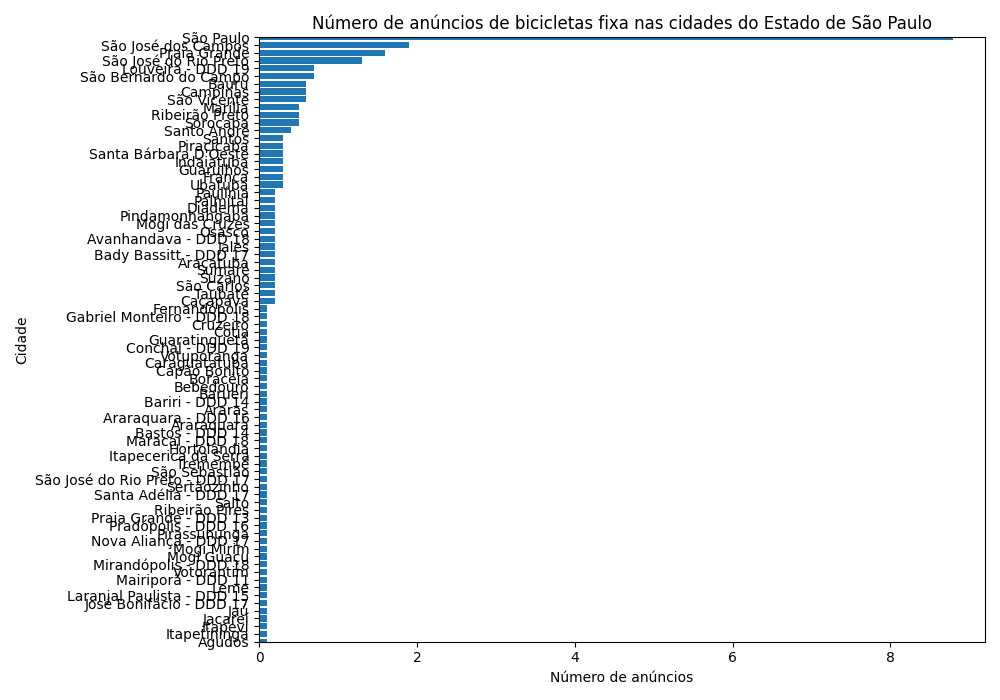 Número de anúncios de bicicletas fixa nas cidades do Estado de São Paulo
São Paulo
São José dos Campos
Praia Grande
São José do Rio Preto
Louveira - DDD 19
São Bernardo do Campo
Bauru
Campinas
São Vicente
Marília
Ribeirão Preto
Sorocaba
Santo André
Santos
Piracicaba
Santa Bárbara D'Oeste
Indaiatuba
Guarulhos
Franca
Ubatuba
Paulínia
Palmital
Diadema
Pindamonhangaba
Mogi das Cruzes
Osasco
Avanhandava - DDD 18
Jales
Bady Bassitt - DDD 17
Araçatuba
Sumaré
Suzano
São Carlos
Taubaté
Caçapava
Fernandópolis
Gabriel Monteiro - DDD 18
Cruzeiro
Cotia
Guaratinguetá
Conchal - DDD 19
Votuporanga
Caraguatatuba
Capão Bonito
Boracéia
Bebedouro
Barueri
Bariri - DDD 14
Araras
Araraquara - DDD 16
Araraquara
Bastos - DDD 14
Maracaí - DDD 18
Hortolândia
Itapecerica da Serra
Tremembé
São Sebastião
São José do Rio Preto - DDD 17
Sertãozinho
Santa Adélia - DDD 17
Salto
Ribeirão Pires
Praia Grande - DDD 13
Pradópolis - DDD 16
Pirassununga
Nova Aliança - DDD 17
Mogi Mirim
Mogi Guaçu
Mirandópolis - DDD 18
Votorantim
Mairiporã - DDD 11
Leme
Laranjal Paulista - DDD 15
José Bonifácio - DDD 17
Jaú
Jacareí
Itapevi
Itapetininga
Agudos
Cidade
0 2 4 6 8
Número de anúncios